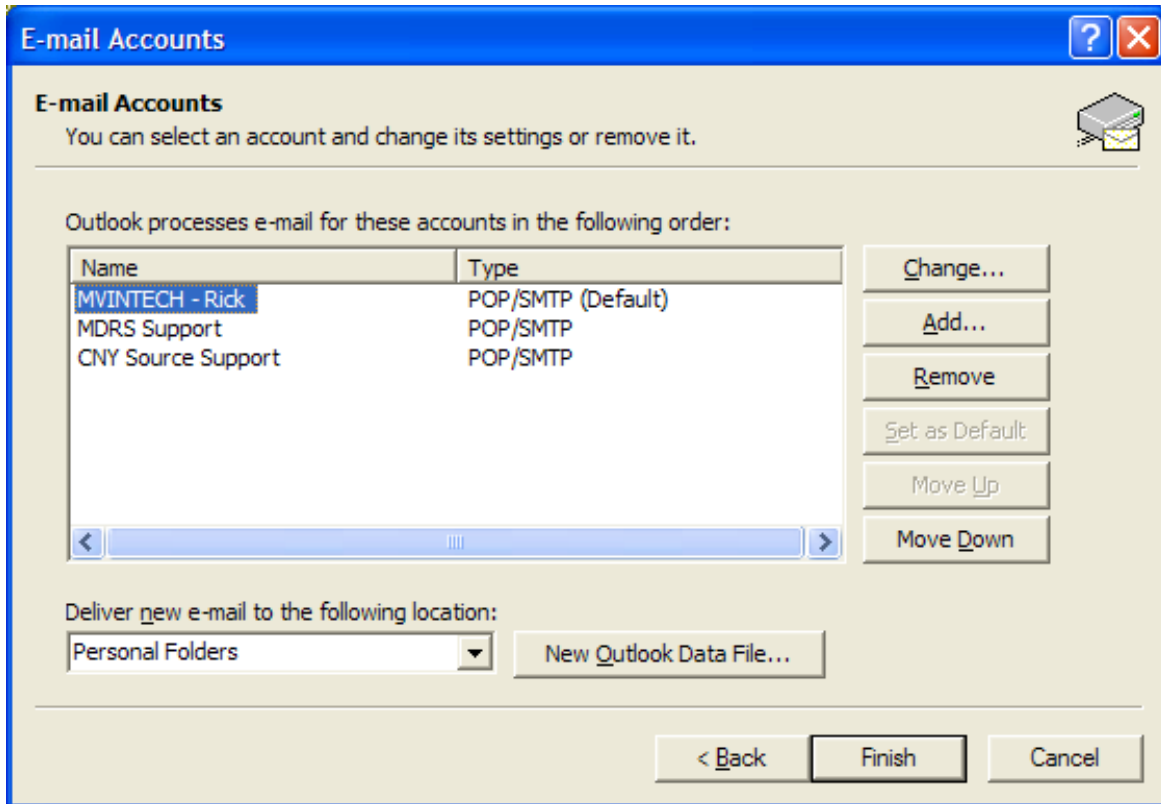 E-mail Accounts
E-mail Accounts
You can select an account and change its settings or remove it.
Outlook processes e-mail for these accounts in the following order:
Name Type
MVINTECH - Rick POP/SMTP (Default)
MDRS Support POP/SMTP
CNY Source Support POP/SMTP
Change...
Add...
Remove
Set as Default
Move Up
Move Down
Deliver new e-mail to the following location:
Personal Folders New Outlook Data File...
< Back Finish Cancel